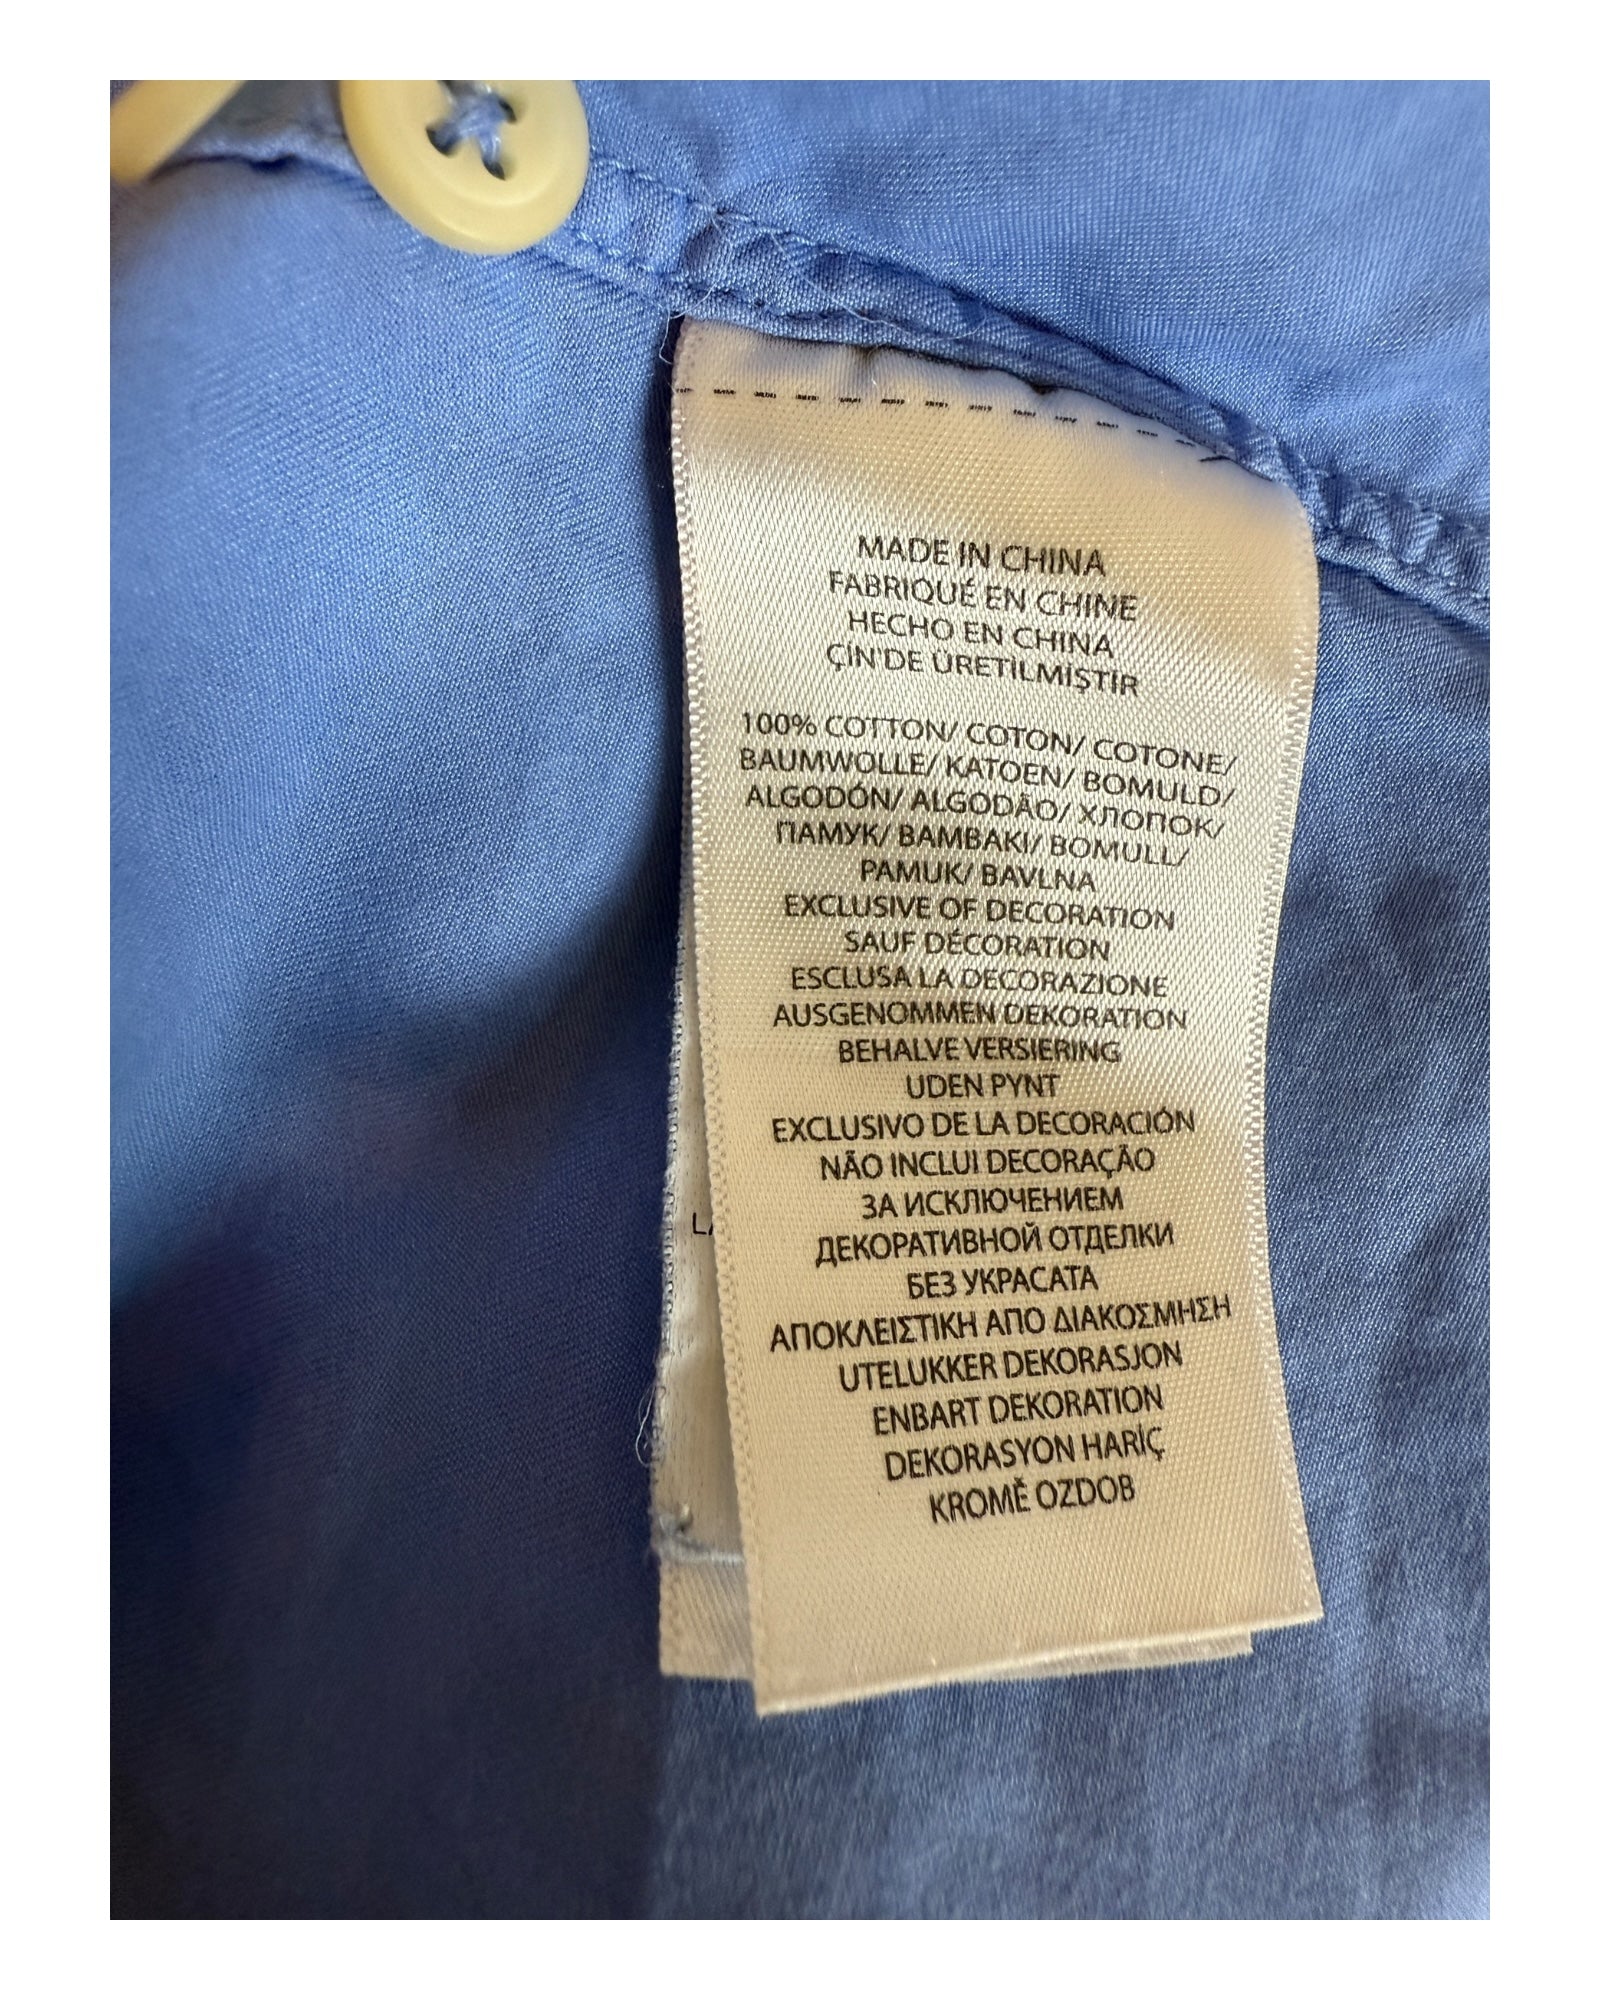 MADE IN CHINA
FABRIQUÉ EN CHINE
HECHO EN CHINA
ÇİN'DE ÜRETİLMİŞTİR
100% COTTON/ COTON/ COTONE/
BAUMWOLLE/ KATOEN/ BOMULD/
ALGODÓN/ ALGODÃO/ ХЛОПОК/
ПАМУК/ BAMBAKI/ BOMULL/
PAMUK/ BAVLNA
EXCLUSIVE OF DECORATION
SAUF DÉCORATION
ESCLUSA LA DECORAZIONE
AUSGENOMMEN DEKORATION
BEHALVE VERSIERING
UDEN PYNT
EXCLUSIVO DE LA DECORACIÓN
NÃO INCLUI DECORAÇÃO
ЗА ИСКЛЮЧЕНИЕМ
ДЕКОРАТИВНОЙ ОТДЕЛКИ
БЕЗ УКРАСАТА
ΑΠΟΚΛΕΙΣΤΙΚΗ ΑΠΟ ΔΙΑΚΟΣΜΗΣΗ
UTELUKKER DEKORASJON
ENBART DEKORATION
DEKORASYON HARİÇ
KROMĚ OZDOB